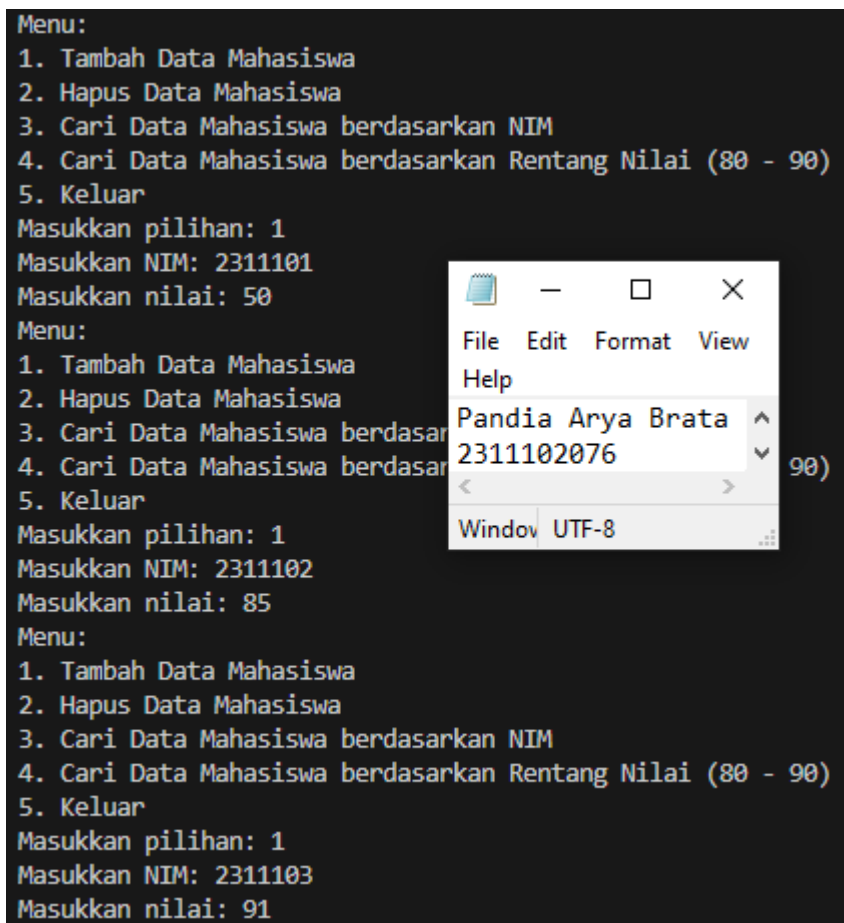 Menu:
1. Tambah Data Mahasiswa
2. Hapus Data Mahasiswa
3. Cari Data Mahasiswa berdasarkan NIM
4. Cari Data Mahasiswa berdasarkan Rentang Nilai (80 - 90)
5. Keluar
Masukkan pilihan: 1
Masukkan NIM: 2311101
Masukkan nilai: 50
Menu:
1. Tambah Data Mahasiswa
2. Hapus Data Mahasiswa
3. Cari Data Mahasiswa berdasar
4. Cari Data Mahasiswa berdasar 90)
5. Keluar
Masukkan pilihan: 1
Masukkan NIM: 2311102
Masukkan nilai: 85
Menu:
1. Tambah Data Mahasiswa
2. Hapus Data Mahasiswa
3. Cari Data Mahasiswa berdasarkan NIM
4. Cari Data Mahasiswa berdasarkan Rentang Nilai (80 - 90)
5. Keluar
Masukkan pilihan: 1
Masukkan NIM: 2311103
Masukkan nilai: 91
File Edit Format View
Help
Pandia Arya Brata
2311102076
Window UTF-8